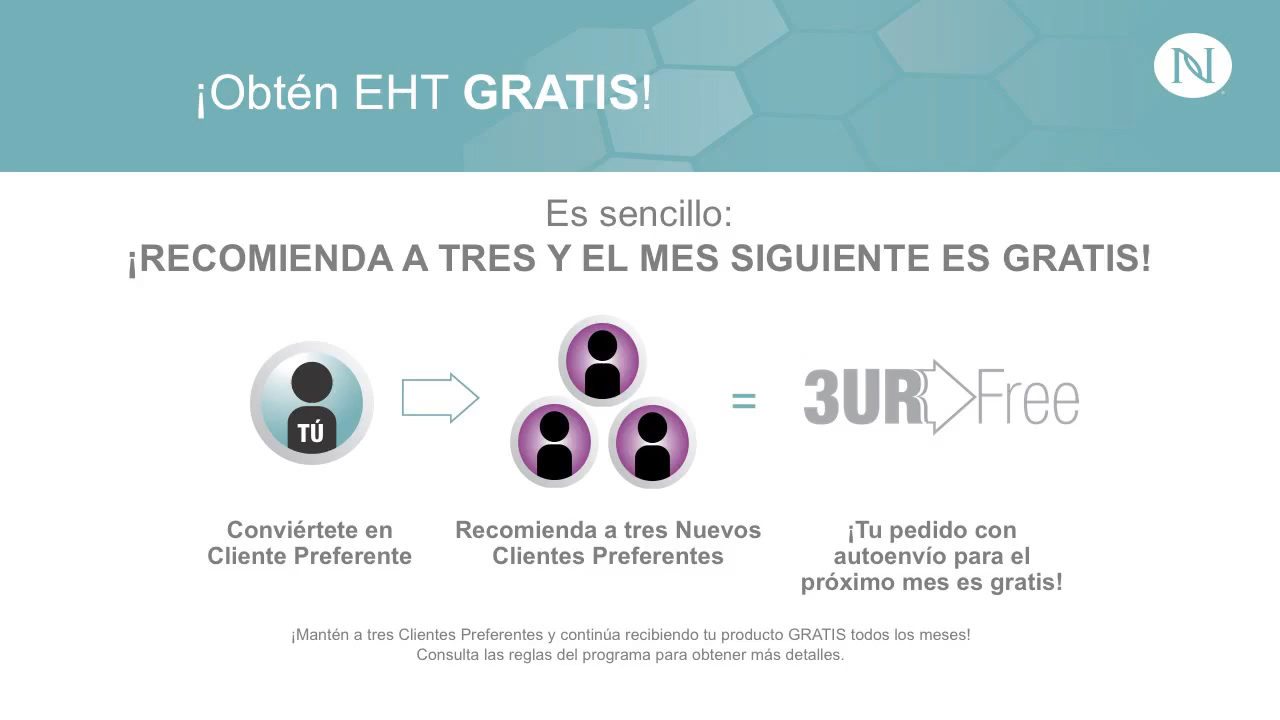 ¡Obtén EHT GRATIS!
N
Es sencillo:
¡RECOMIENDA A TRES Y EL MES SIGUIENTE ES GRATIS!
TÚ
=
3UR Free
Conviértete en
Cliente Preferente
Recomienda a tres Nuevos
Clientes Preferentes
¡Tu pedido con
autoenvío para el
próximo mes es gratis!
¡Mantén a tres Clientes Preferentes y continúa recibiendo tu producto GRATIS todos los meses!
Consulta las reglas del programa para obtener más detalles.